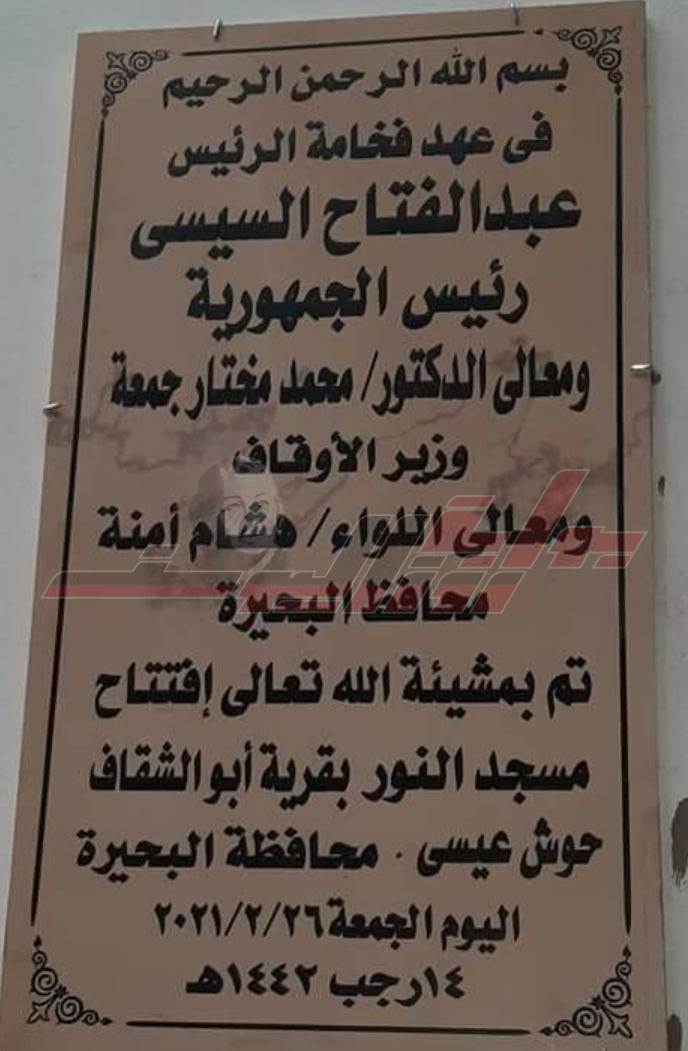 بسم الله الرحمن الرحيم
فى عهد فخامة الرئيس
عبدالفتاح السيسى
رئيس الجمهورية
ومعالى الدكتور/ محمد مختار جمعة
وزير الأوقاف
ومعالى اللواء/ هشام أمنة
محافظ البحيرة
تم بمشيئة الله تعالى إفتتاح
مسجد النور بقرية أبو الشقاف
حوش عيسى . محافظة البحيرة
اليوم الجمعة ٢٠٢١/٢/٢٦
١٤ رجب ١٤٤٢هـ